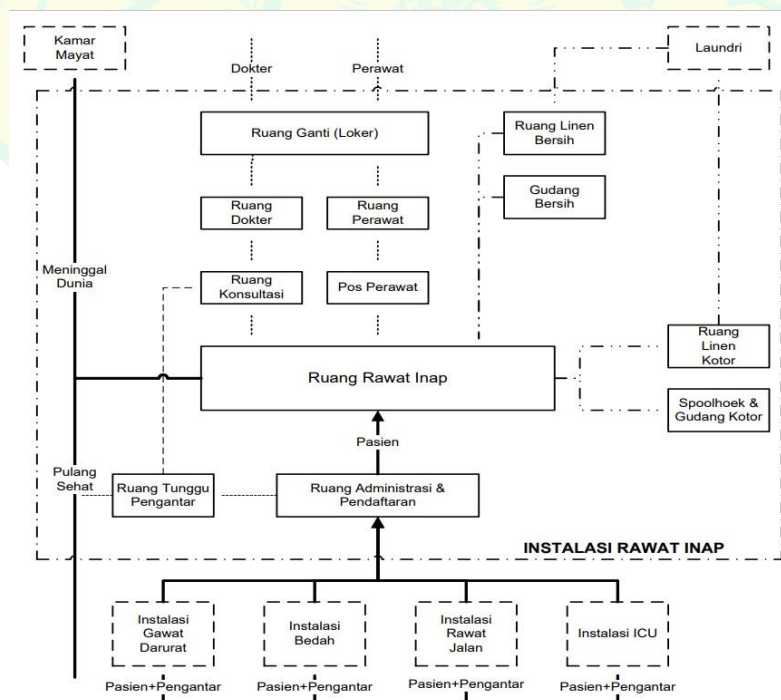 Kamar
Mayat
Laundri
Dokter
Perawat
Ruang Ganti (Loker)
Ruang Linen
Bersih
Gudang
Bersih
Ruang
Dokter
Ruang
Perawat
Meninggal
Dunia
Ruang
Konsultasi
Pos Perawat
Ruang
Linen
Kotor
Ruang Rawat Inap
Spoolhoek &
Gudang Kotor
Pasien
Pulang
Sehat
Ruang Tunggu
Pengantar
Ruang Administrasi &
Pendaftaran
INSTALASI RAWAT INAP
Instalasi
Gawat
Darurat
Instalasi
Bedah
Instalasi
Rawat
Jalan
Instalasi ICU
Pasien+Pengantar
Pasien+Pengantar
Pasien+Pengantar
Pasien+Pengantar